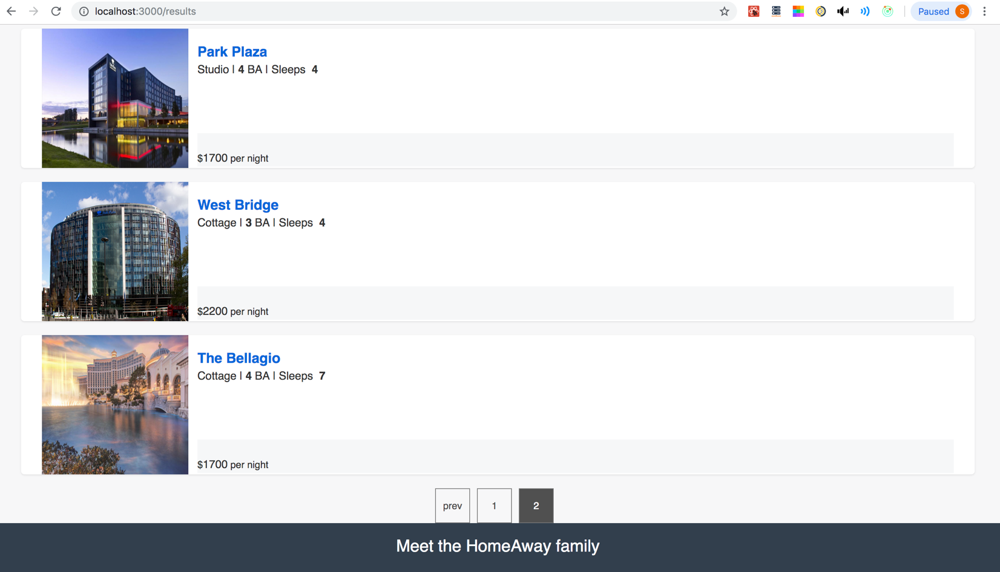 localhost:3000/results
Paused S
Park Plaza
Studio | 4 BA | Sleeps 4
$1700 per night
West Bridge
Cottage | 3 BA | Sleeps 4
$2200 per night
The Bellagio
Cottage | 4 BA | Sleeps 7
$1700 per night
prev 1 2
Meet the HomeAway family